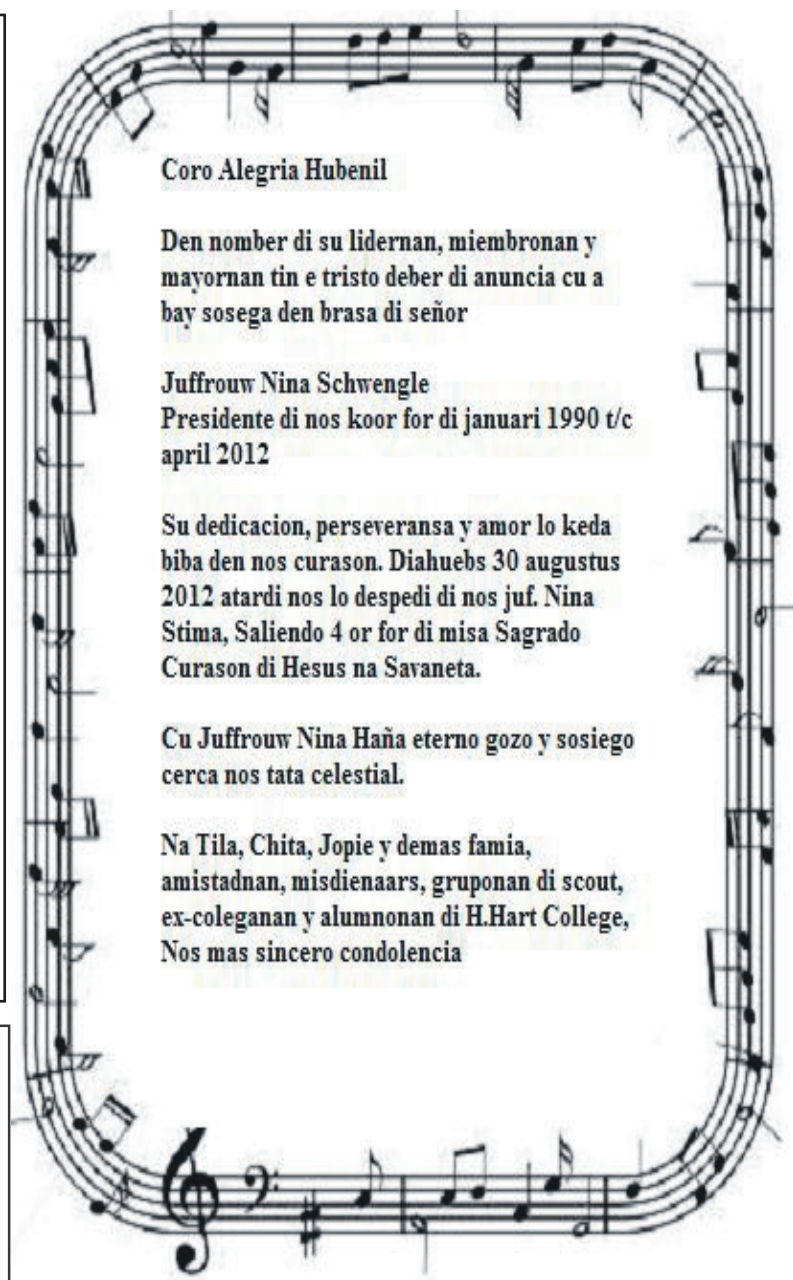 Coro Alegria Hubenil
Den nomber di su lidernan, miembronan y
mayornan tin e tristo deber di anuncia cu a
bay sosega den brasa di señor
Juffrouw Nina Schwengle
Presidente di nos koor for di januari 1990 t/c
april 2012
Su dedicacion, perseveransa y amor lo keda
biba den nos curason. Diahuebs 30 augustus
2012 atardi nos lo despedi di nos juf. Nina
Stima, Saliendo 4 or for di misa Sagrado
Curason di Hesus na Savaneta.
Cu Juffrouw Nina Haña eterno gozo y sosiego
cerca nos tata celestial.
Na Tila, Chita, Jopie y demas famia,
amistadnan, misdienaars, gruponan di scout,
ex-coleganan y alumnonan di H.Hart College,
Nos mas sincero condolencia